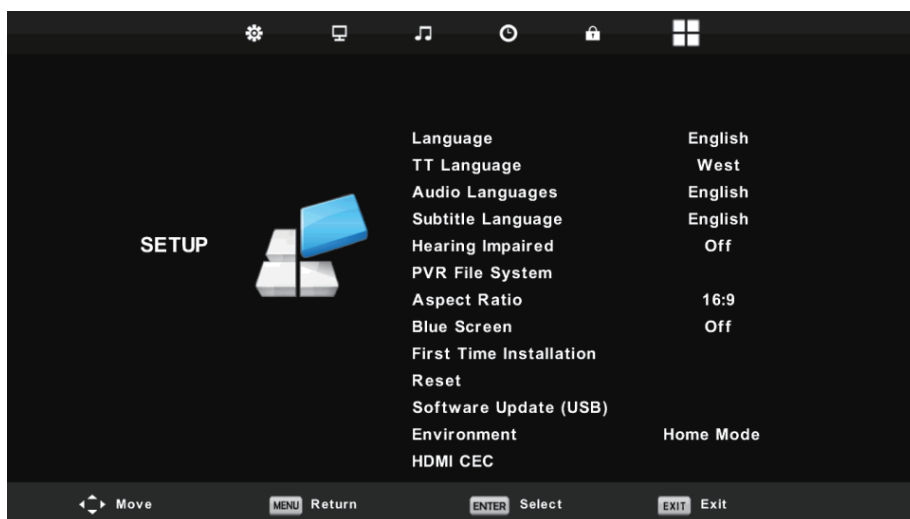 SETUP
Language English
TT Language West
Audio Languages English
Subtitle Language English
Hearing Impaired Off
PVR File System
Aspect Ratio 16:9
Blue Screen Off
First Time Installation
Reset
Software Update (USB)
Environment Home Mode
HDMI CEC
Move MENU Return ENTER Select EXIT Exit